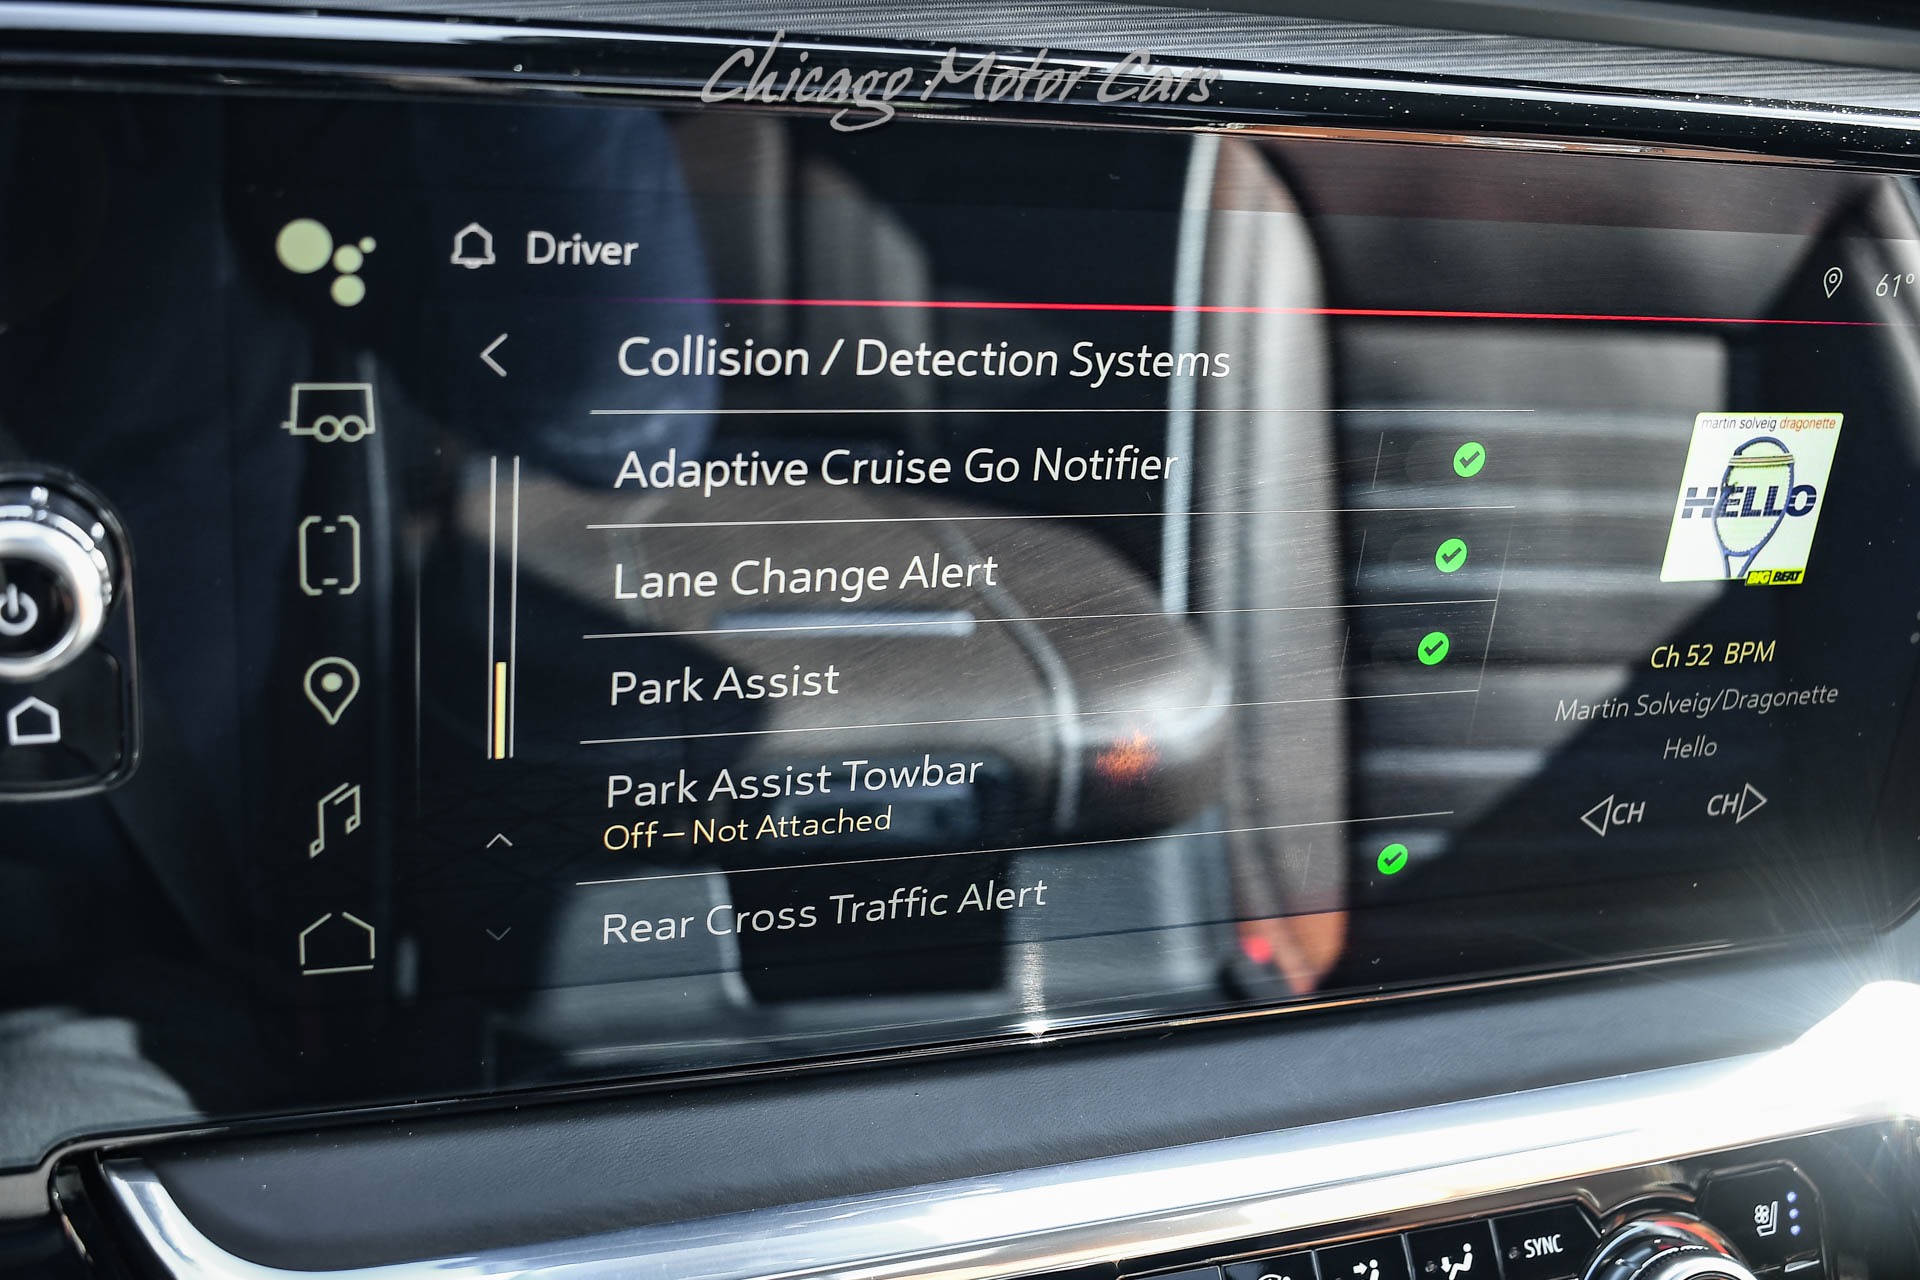 Chicago Motor Cars
Driver
61°
Collision / Detection Systems
Adaptive Cruise Go Notifier
Lane Change Alert
Park Assist
Park Assist Towbar
Off – Not Attached
Rear Cross Traffic Alert
martin solveig dragonette
HELLO
BIG BEAT
Ch 52 BPM
Martin Solveig/Dragonette
Hello
CH
CH
SYNC